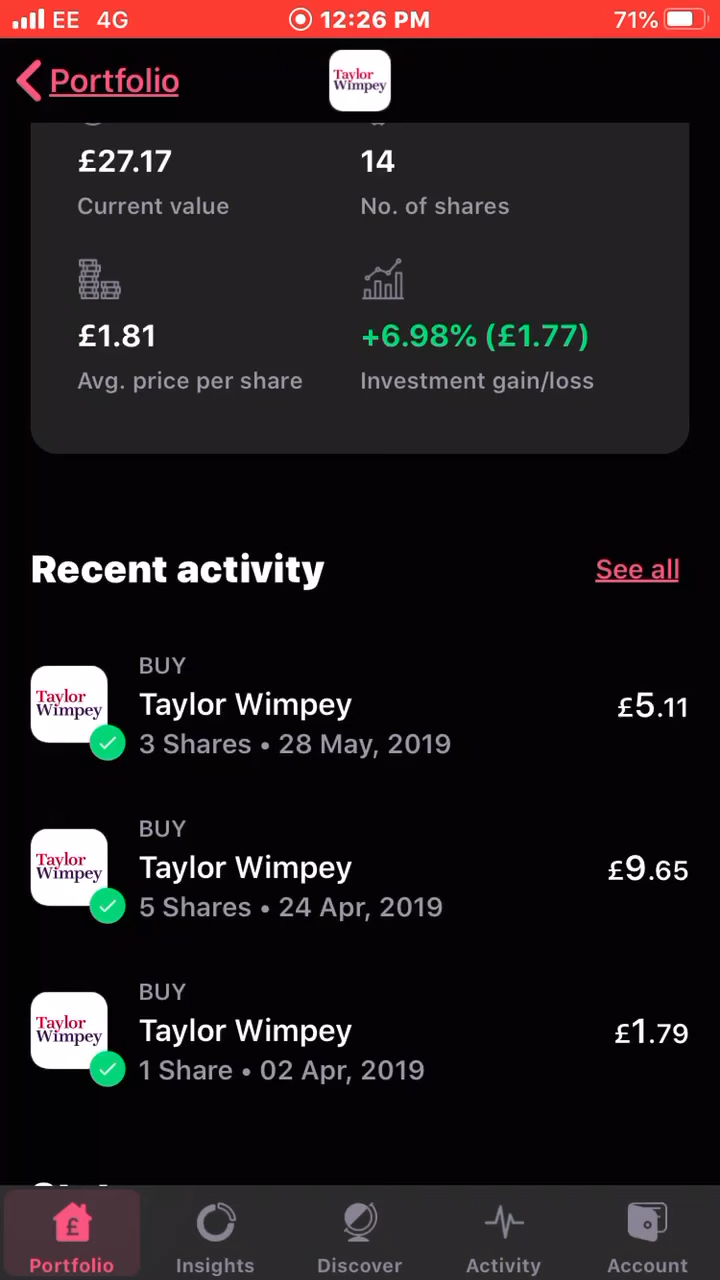 EE 4G 12:26 PM 71%
Portfolio
Taylor
Wimpey
£27.17 14
Current value No. of shares
£1.81 +6.98% (£1.77)
Avg. price per share Investment gain/loss
Recent activity See all
BUY
Taylor
Wimpey
Taylor Wimpey £5.11
3 Shares • 28 May, 2019
BUY
Taylor
Wimpey
Taylor Wimpey £9.65
5 Shares • 24 Apr, 2019
BUY
Taylor
Wimpey
Taylor Wimpey £1.79
1 Share • 02 Apr, 2019
£
Portfolio Insights Discover Activity Account